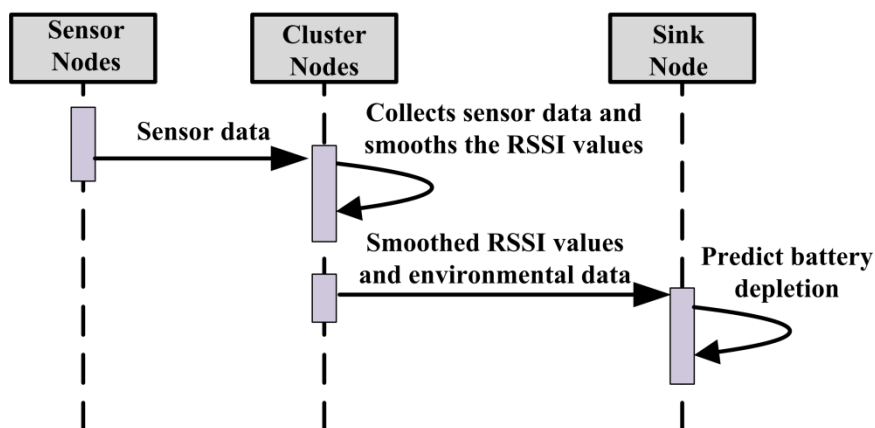 Sensor
Nodes
Cluster
Nodes
Sink
Node
Sensor data
Collects sensor data and
smooths the RSSI values
Smoothed RSSI values
and environmental data
Predict battery
depletion